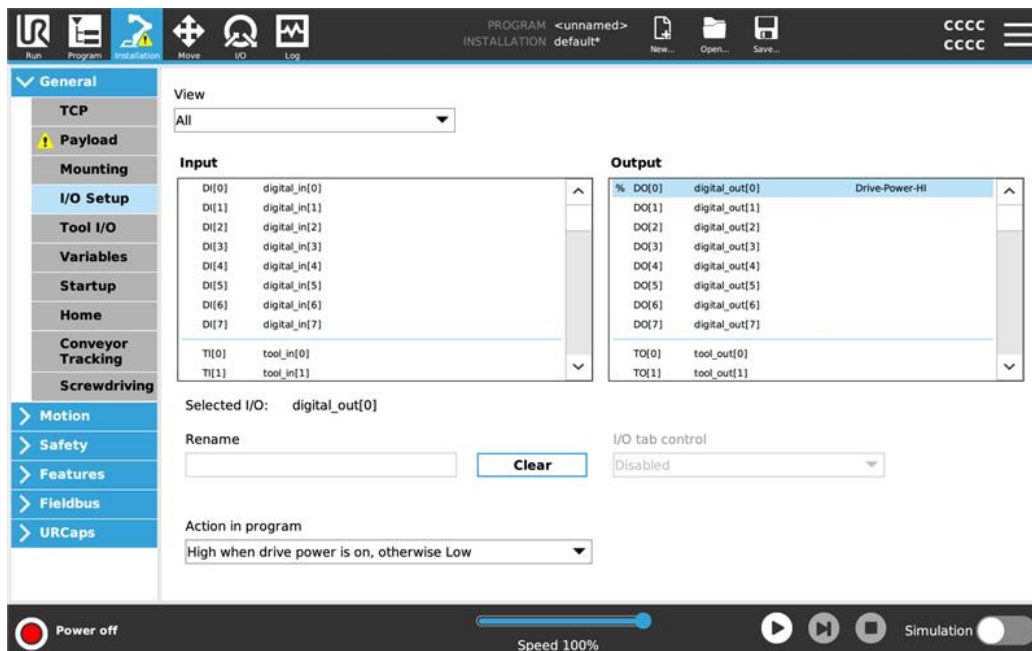 UR
PROGRAM <unnamed>
INSTALLATION default*
CCCC
CCCC
Run Program Installation Move I/O Log New... Open... Save...
General
TCP
Payload
Mounting
I/O Setup
Tool I/O
Variables
Startup
Home
Conveyor
Tracking
Screwdriving
Motion
Safety
Features
Fieldbus
URCaps
View
All
Input
DI[0] digital_in[0]
DI[1] digital_in[1]
DI[2] digital_in[2]
DI[3] digital_in[3]
DI[4] digital_in[4]
DI[5] digital_in[5]
DI[6] digital_in[6]
DI[7] digital_in[7]
TI[0] tool_in[0]
TI[1] tool_in[1]
Output
% DO[0] digital_out[0] Drive-Power-HI
DO[1] digital_out[1]
DO[2] digital_out[2]
DO[3] digital_out[3]
DO[4] digital_out[4]
DO[5] digital_out[5]
DO[6] digital_out[6]
DO[7] digital_out[7]
TO[0] tool_out[0]
TO[1] tool_out[1]
Selected I/O: digital_out[0]
Rename
Clear
I/O tab control
Disabled
Action in program
High when drive power is on, otherwise Low
Power off
Speed 100%
Simulation